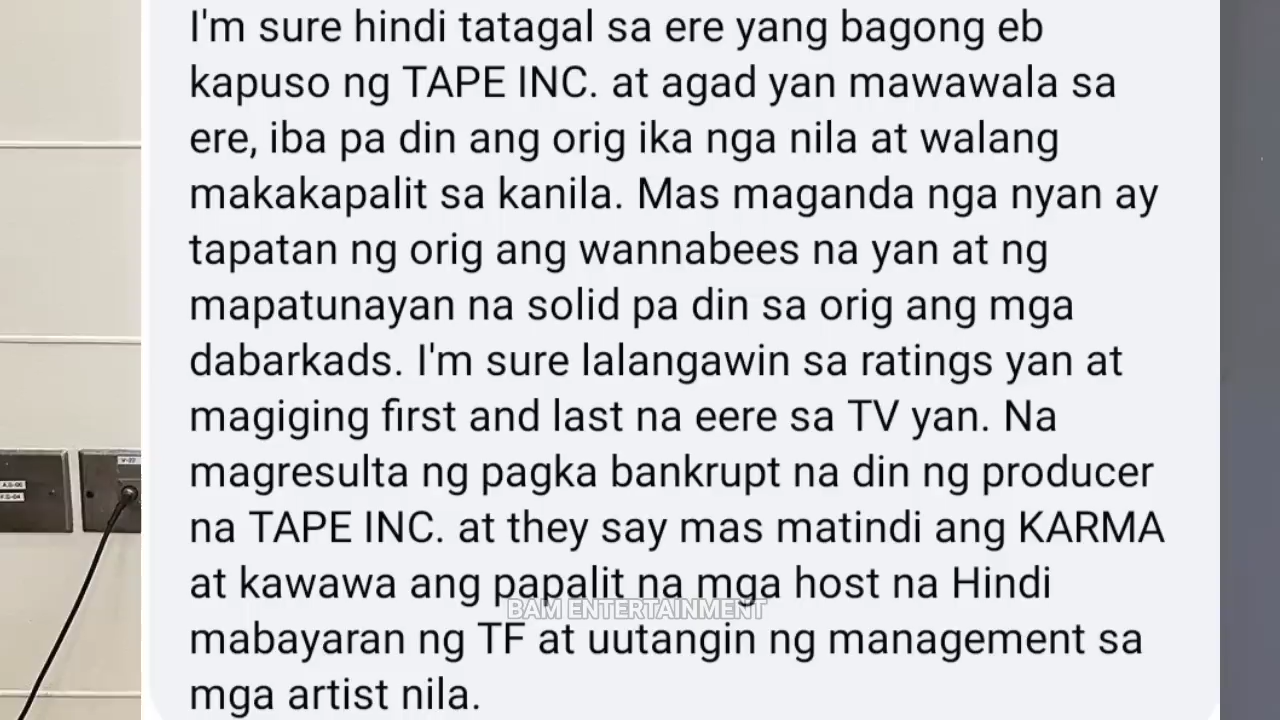 I'm sure hindi tatagal sa ere yang bagong eb
kapuso ng TAPE INC. at agad yan mawawala sa
ere, iba pa din ang orig ika nga nila at walang
makakapalit sa kanila. Mas maganda nga nyan ay
tapatan ng orig ang wannabees na yan at ng
mapatunayan na solid pa din sa orig ang mga
dabarkads. I'm sure lalangawin sa ratings yan at
magiging first and last na eere sa TV yan. Na
magresulta ng pagka bankrupt na din ng producer
na TAPE INC. at they say mas matindi ang KARMA
at kawawa ang papalit na mga host na Hindi
BAM ENTERTAINMENT
mabayaran ng TF at uutangin ng management sa
mga artist nila.